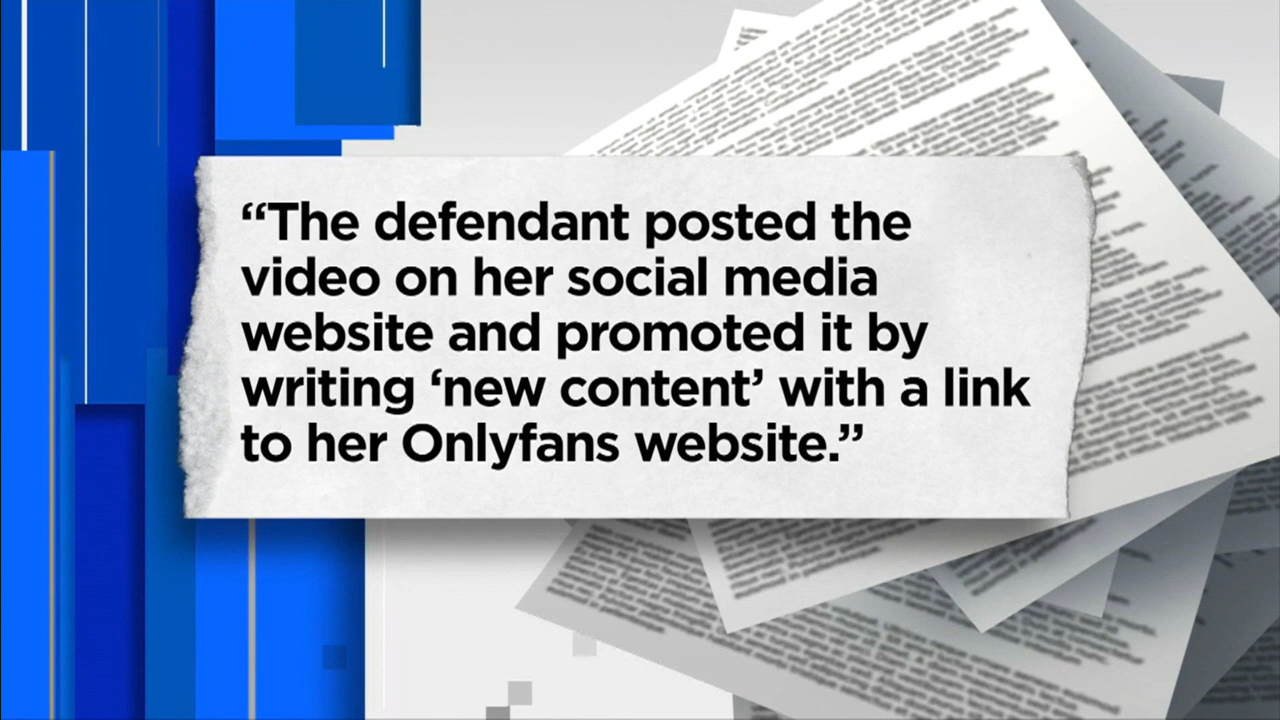 “The defendant posted the
video on her social media
website and promoted it by
writing ‘new content’ with a link
to her Onlyfans website.”